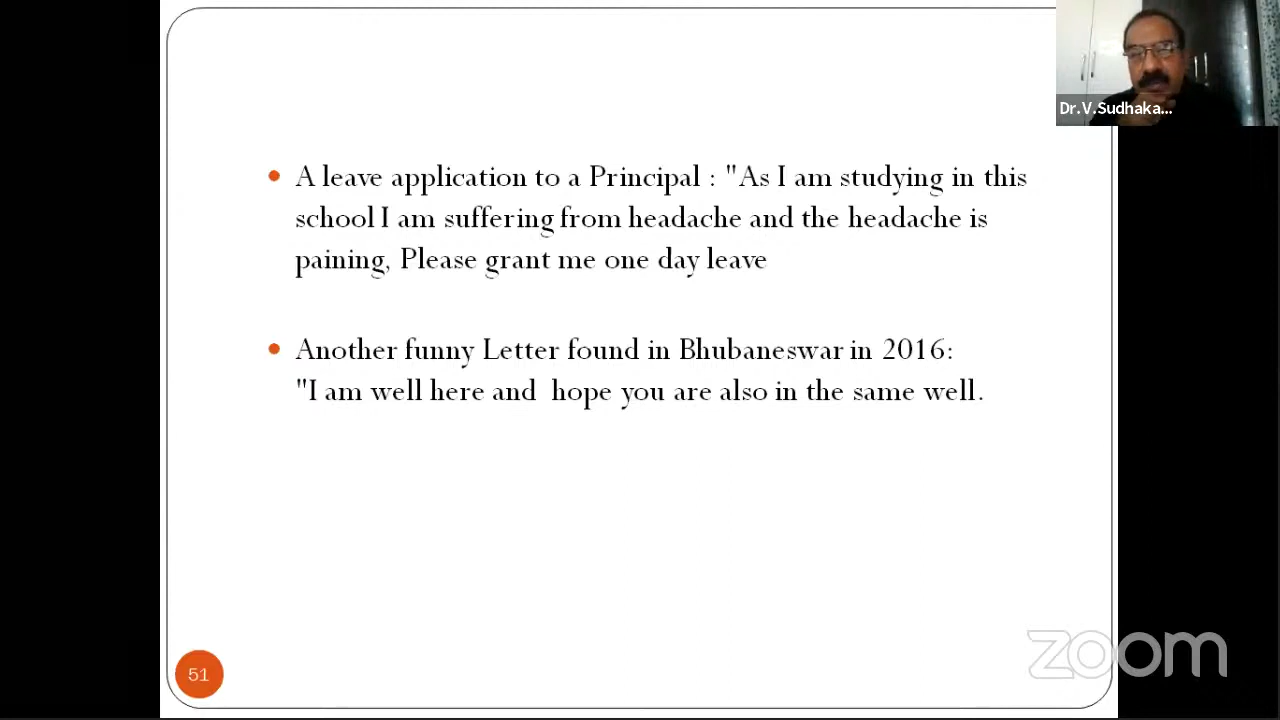 Dr.V.Sudhaka...
A leave application to a Principal : "As I am studying in this
school I am suffering from headache and the headache is
paining, Please grant me one day leave
Another funny Letter found in Bhubaneswar in 2016:
"I am well here and  hope you are also in the same well.
51
zoom